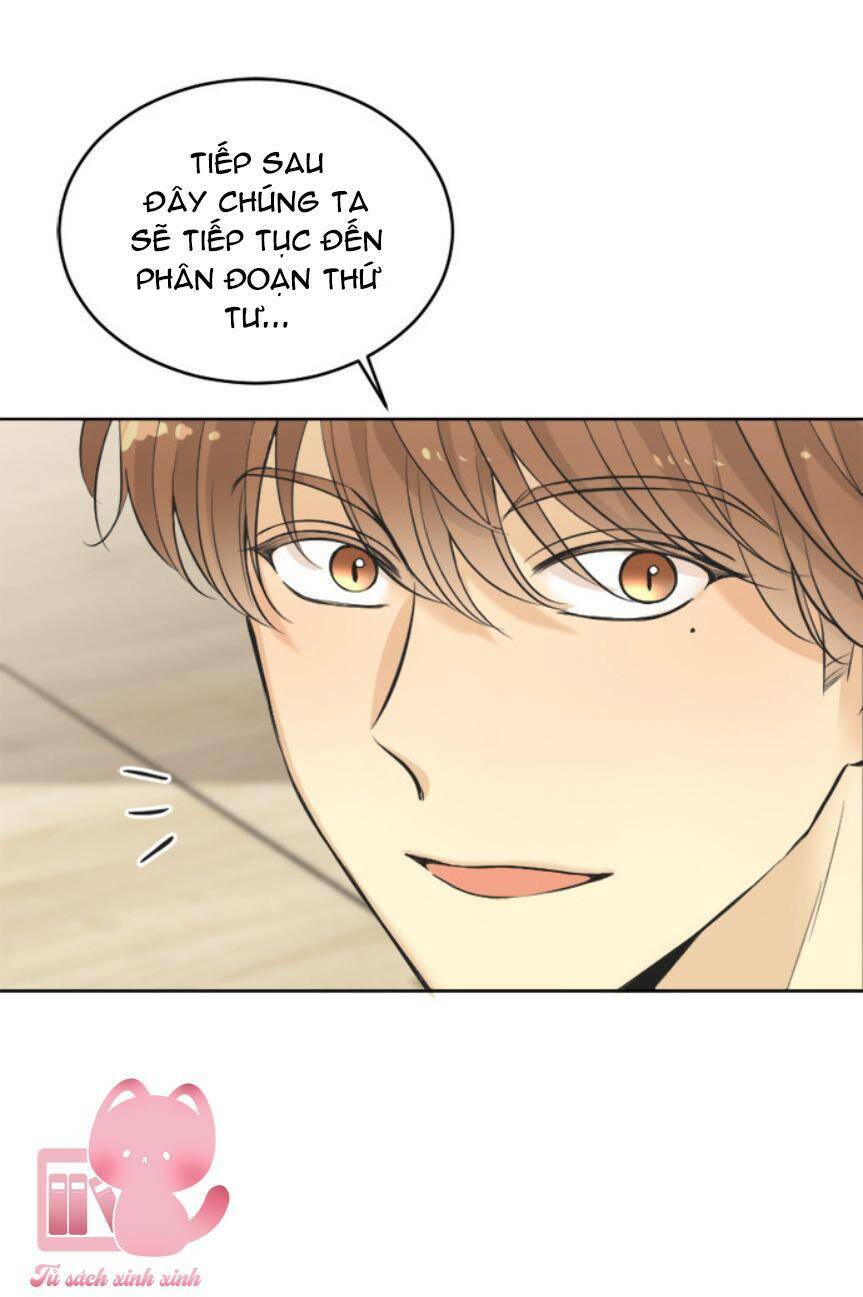 TIẾP SAU
ĐÂY CHÚNG TA
SẼ TIẾP TỤC ĐẾN
PHÂN ĐOẠN THỨ
TƯ...
Tủ sách xinh xinh